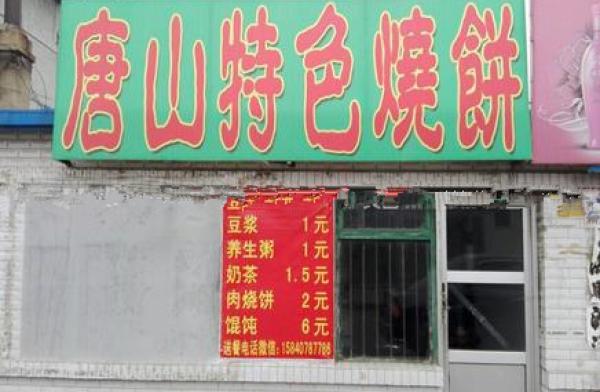 唐山特色燒餅
豆浆 1元
养生粥 1元
奶茶 1.5元
肉烧饼 2元
馄饨 6元
送餐电话微信:15840787786